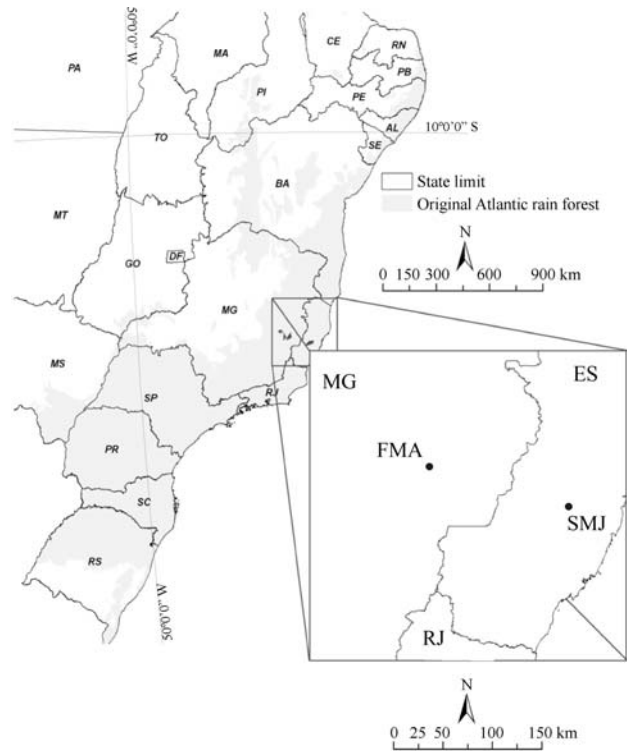 50°0'0" W
PA
MA
CE
RN
PB
PI
PE
TO
AL
10°0'0" S
SE
BA
MT
State limit
Original Atlantic rain forest
GO
DF
N
0 150 300 600 900 km
MG
MS
SP
RJ
PR
SC
RS
50°0'0" W
MG
ES
FMA
SMJ
RJ
N
0 25 50 100 150 km